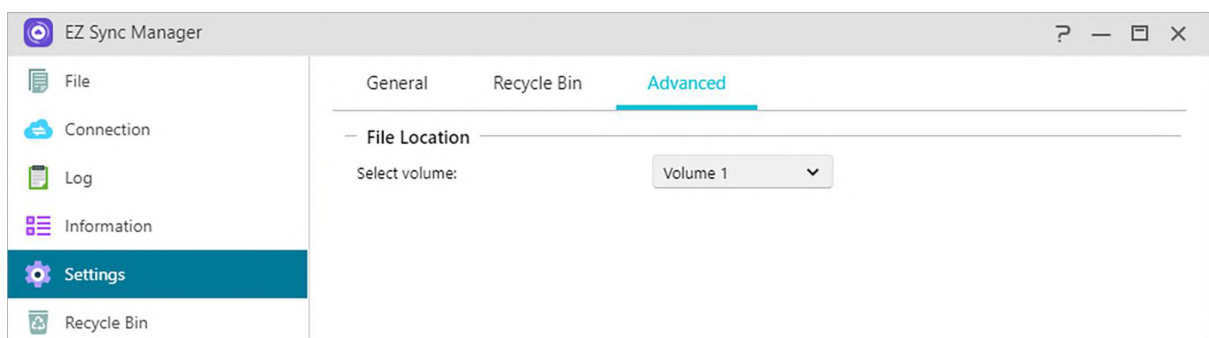 EZ Sync Manager
File
Connection
Log
Information
Settings
Recycle Bin
General Recycle Bin Advanced
File Location
Select volume: Volume 1